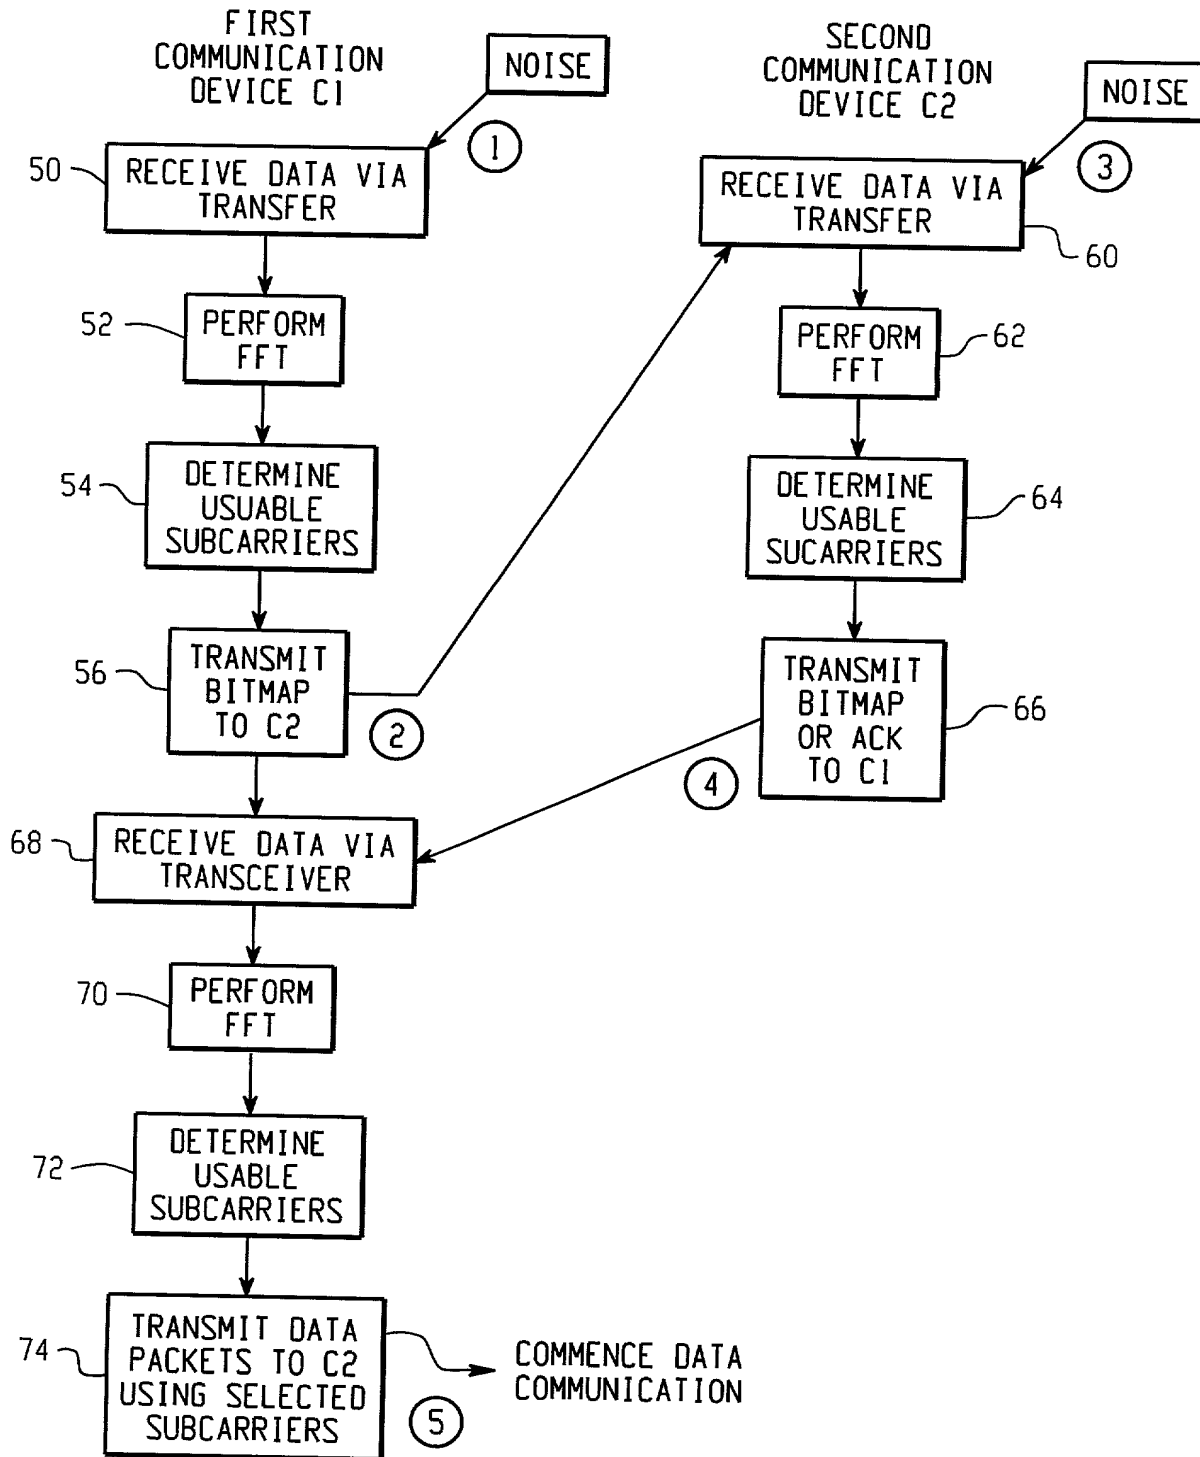 FIRST
COMMUNICATION
DEVICE C1
NOISE
1
SECOND
COMMUNICATION
DEVICE C2
NOISE
3
50
RECEIVE DATA VIA
TRANSFER
RECEIVE DATA VIA
TRANSFER
60
52
PERFORM
FFT
PERFORM
FFT
62
54
DETERMINE
USUABLE
SUBCARRIERS
DETERMINE
USABLE
SUCARRIERS
64
56
TRANSMIT
BITMAP
TO C2
2
TRANSMIT
BITMAP
OR ACK
TO C1
66
4
68
RECEIVE DATA VIA
TRANSCEIVER
70
PERFORM
FFT
72
DETERMINE
USABLE
SUBCARRIERS
74
TRANSMIT DATA
PACKETS TO C2
USING SELECTED
SUBCARRIERS
5
COMMENCE DATA
COMMUNICATION